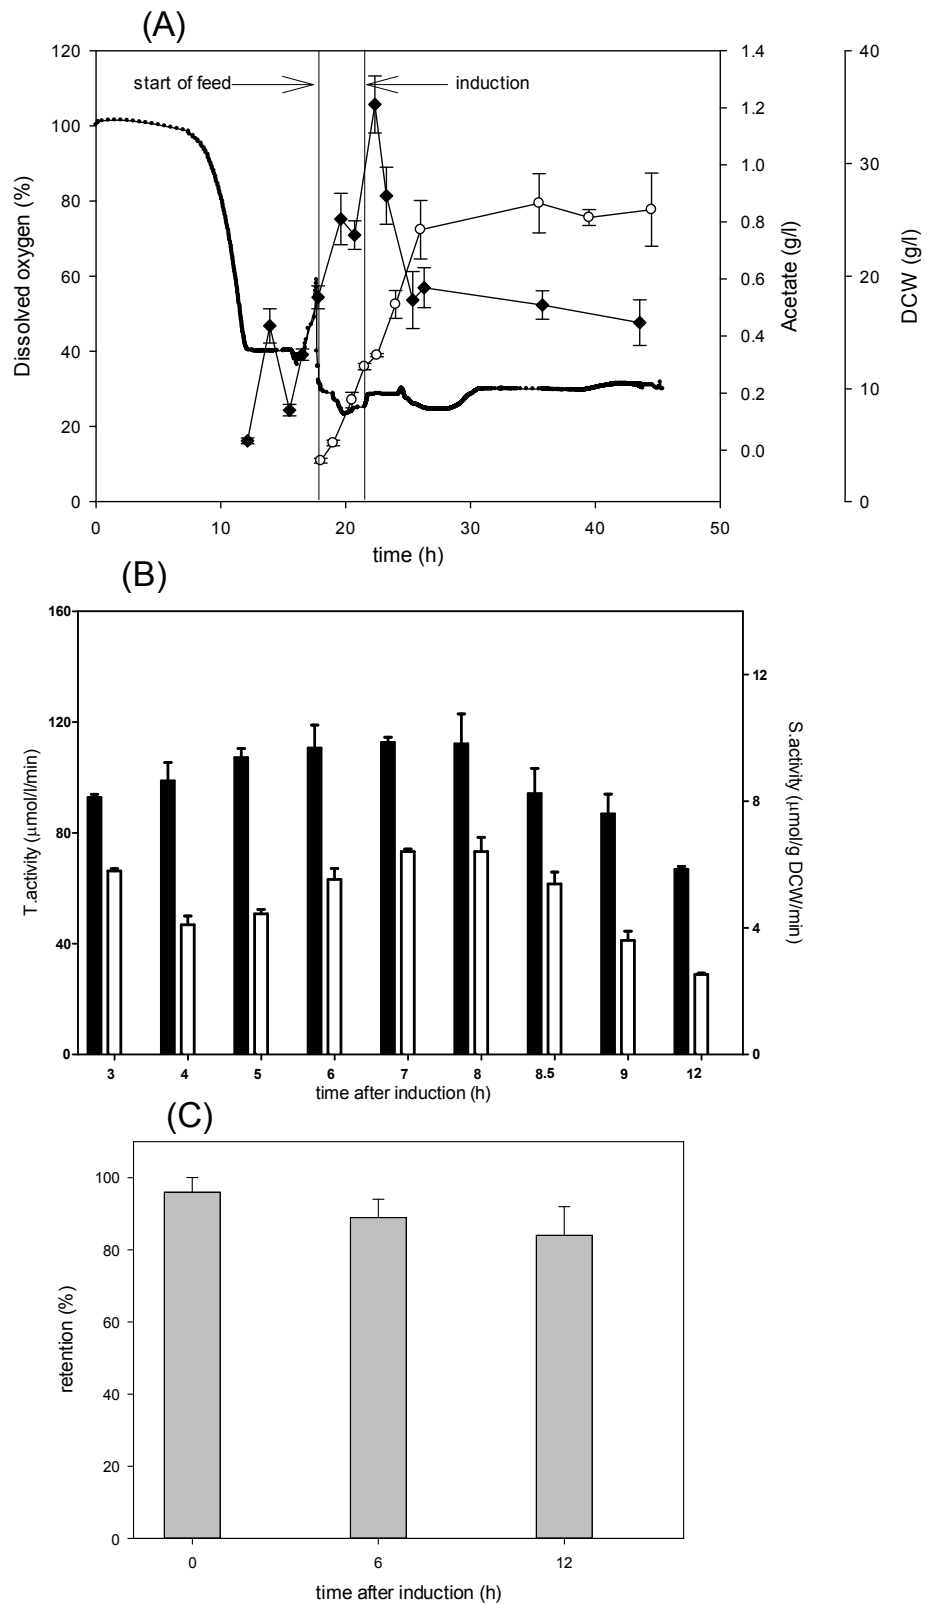 (A)
start of feed
induction
120
100
80
60
40
20
0
Dissolved oxygen (%)
1.4
1.2
1.0
0.8
0.6
0.4
0.2
0.0
Acetate (g/l)
40
30
20
10
0
DCW (g/l)
0 10 20 30 40 50
time (h)
(B)
160
120
80
40
0
T.activity (μmol/l/min)
12
8
4
0
S.activity (μmol/g DCW/min)
3 4 5 6 7 8 8.5 9 12
time after induction (h)
(C)
100
80
60
40
20
0
retention (%)
0 6 12
time after induction (h)